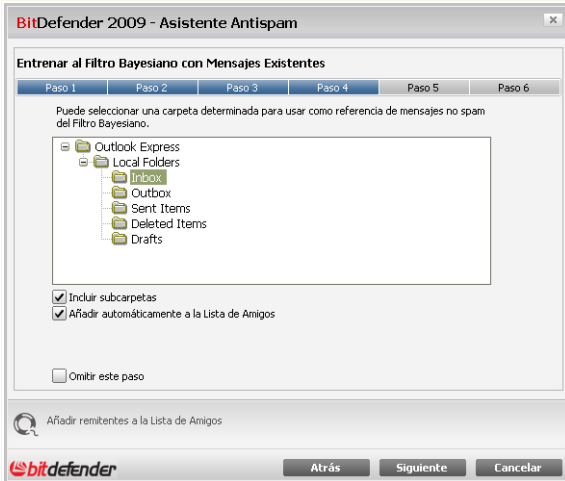 BitDefender 2009 - Asistente Antispam
Entrenar al Filtro Bayesiano con Mensajes Existentes
Paso 1 Paso 2 Paso 3 Paso 4 Paso 5 Paso 6
Puede seleccionar una carpeta determinada para usar como referencia de mensajes no spam
del Filtro Bayesiano.
Outlook Express
Local Folders
Inbox
Outbox
Sent Items
Deleted Items
Drafts
Incluir subcarpetas
Añadir automáticamente a la Lista de Amigos
Omitir este paso
Añadir remitentes a la Lista de Amigos
bitdefender Atrás Siguiente Cancelar